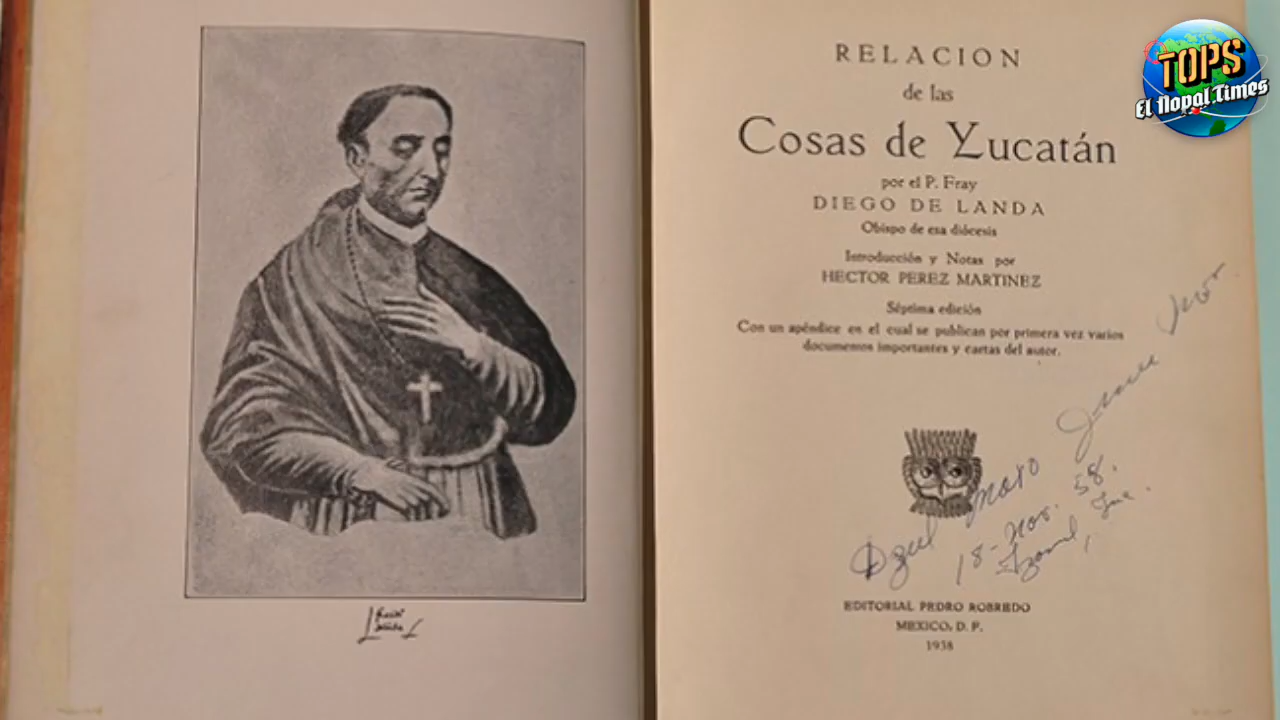 RELACION
de las
Cosas de Yucatán
por el P. Fray
DIEGO DE LANDA
Obispo de esa diócesis
Introducción y Notas por
HECTOR PEREZ MARTINEZ
Séptima edición
Con un apéndice en el cual se publican por primera vez varios
documentos importantes y cartas del autor.
18-Nov. 58.
EDITORIAL PEDRO ROBREDO
MEXICO, D. F.
1938
TOPS
El Nopal Times